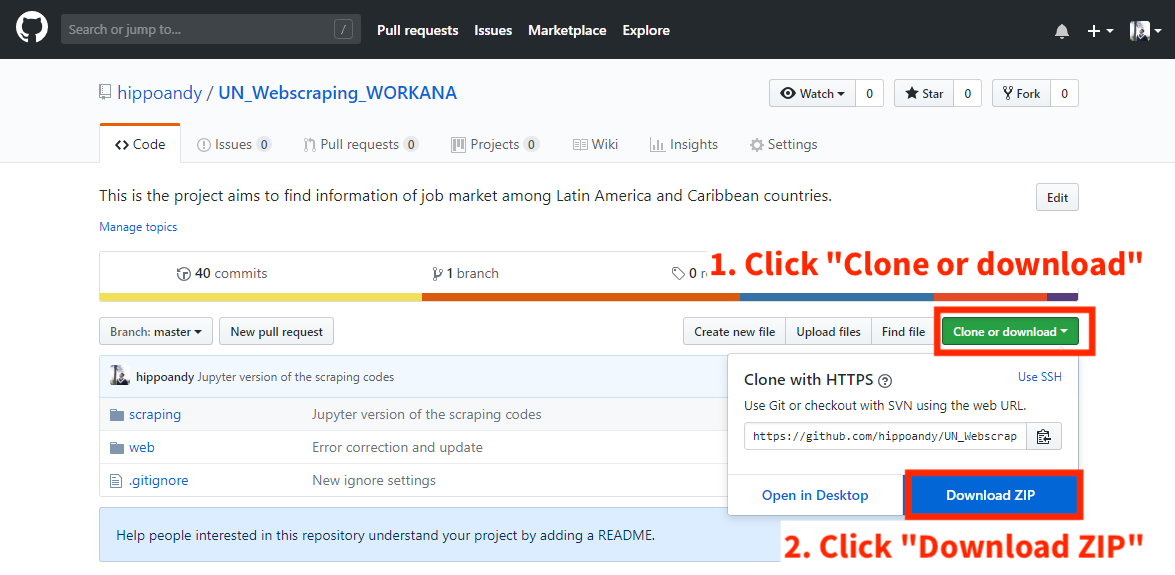 Search or jump to... / Pull requests Issues Marketplace Explore
hippoandy / UN_Webscraping_WORKANA Watch 0 Star 0 Fork 0
Code Issues 0 Pull requests 0 Projects 0 Wiki Insights Settings
This is the project aims to find information of job market among Latin America and Caribbean countries. Edit
Manage topics
1. Click "Clone or download"
40 commits 1 branch 0
Branch: master New pull request Create new file Upload files Find file Clone or download
hippoandy Jupyter version of the scraping codes
Clone with HTTPS ? Use SSH
Use Git or checkout with SVN using the web URL.
scraping Jupyter version of the scraping codes
https://github.com/hippoandy/UN_Webscrap
web Error correction and update
.gitignore New ignore settings
Open in Desktop Download ZIP
Help people interested in this repository understand your project by adding a README.
2. Click "Download ZIP"